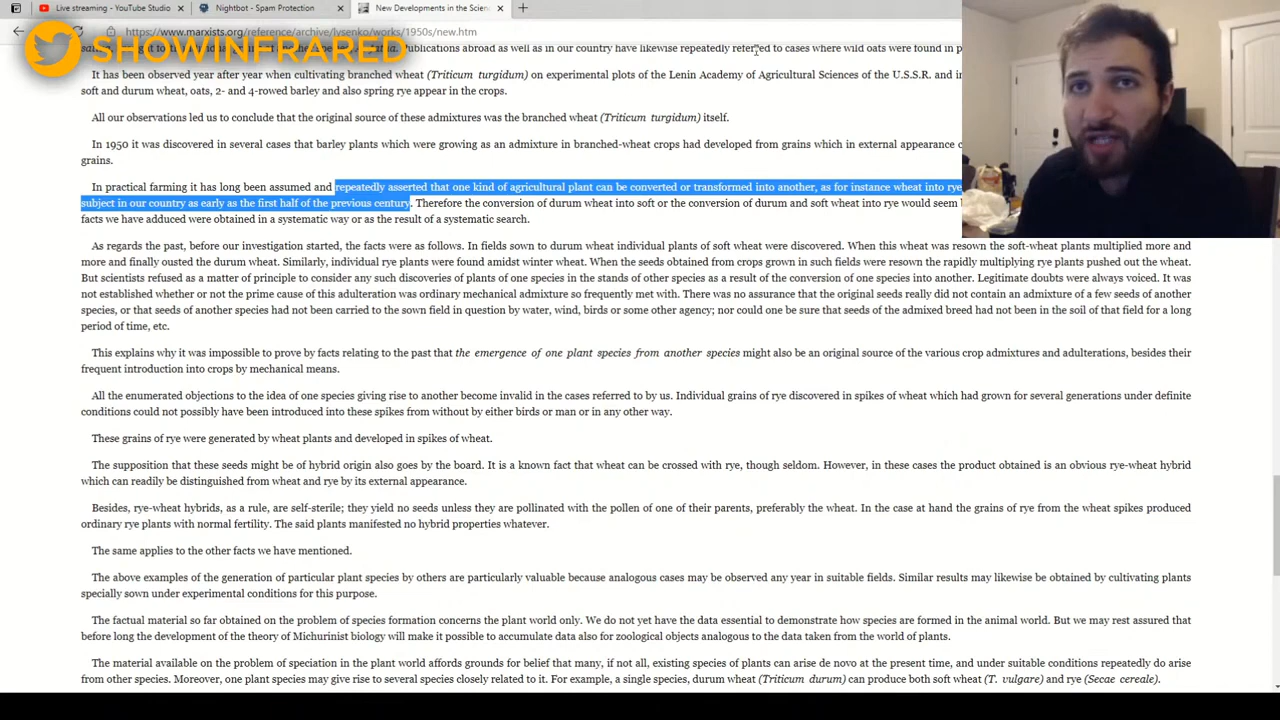 Live streaming - YouTube Studio
Nightbot - Spam Protection
New Developments in the Scien
https://www.marxists.org/reference/archive/lysenko/works/1950s/new.htm
SHOWINFRARED
Publications abroad as well as in our country have likewise repeatedly referred to cases where wild oats were found in p
It has been observed year after year when cultivating branched wheat (Triticum turgidum) on experimental plots of the Lenin Academy of Agricultural Sciences of the U.S.S.R. and in
soft and durum wheat, oats, 2- and 4-rowed barley and also spring rye appear in the crops.
All our observations led us to conclude that the original source of these admixtures was the branched wheat (Triticum turgidum) itself.
In 1950 it was discovered in several cases that barley plants which were growing as an admixture in branched-wheat crops had developed from grains which in external appearance c
grains.
In practical farming it has long been assumed and repeatedly asserted that one kind of agricultural plant can be converted or transformed into another, as for instance wheat into rye
subject in our country as early as the first half of the previous century. Therefore the conversion of durum wheat into soft or the conversion of durum and soft wheat into rye would seem b
facts we have adduced were obtained in a systematic way or as the result of a systematic search.
As regards the past, before our investigation started, the facts were as follows. In fields sown to durum wheat individual plants of soft wheat were discovered. When this wheat was resown the soft-wheat plants multiplied more and
more and finally ousted the durum wheat. Similarly, individual rye plants were found amidst winter wheat. When the seeds obtained from crops grown in such fields were resown the rapidly multiplying rye plants pushed out the wheat.
But scientists refused as a matter of principle to consider any such discoveries of plants of one species in the stands of other species as a result of the conversion of one species into another. Legitimate doubts were always voiced. It was
not established whether or not the prime cause of this adulteration was ordinary mechanical admixture so frequently met with. There was no assurance that the original seeds really did not contain an admixture of a few seeds of another
species, or that seeds of another species had not been carried to the sown field in question by water, wind, birds or some other agency; nor could one be sure that seeds of the admixed breed had not been in the soil of that field for a long
period of time, etc.
This explains why it was impossible to prove by facts relating to the past that the emergence of one plant species from another species might also be an original source of the various crop admixtures and adulterations, besides their
frequent introduction into crops by mechanical means.
All the enumerated objections to the idea of one species giving rise to another become invalid in the cases referred to by us. Individual grains of rye discovered in spikes of wheat which had grown for several generations under definite
conditions could not possibly have been introduced into these spikes from without by either birds or man or in any other way.
These grains of rye were generated by wheat plants and developed in spikes of wheat.
The supposition that these seeds might be of hybrid origin also goes by the board. It is a known fact that wheat can be crossed with rye, though seldom. However, in these cases the product obtained is an obvious rye-wheat hybrid
which can readily be distinguished from wheat and rye by its external appearance.
Besides, rye-wheat hybrids, as a rule, are self-sterile; they yield no seeds unless they are pollinated with the pollen of one of their parents, preferably the wheat. In the case at hand the grains of rye from the wheat spikes produced
ordinary rye plants with normal fertility. The said plants manifested no hybrid properties whatever.
The same applies to the other facts we have mentioned.
The above examples of the generation of particular plant species by others are particularly valuable because analogous cases may be observed any year in suitable fields. Similar results may likewise be obtained by cultivating plants
specially sown under experimental conditions for this purpose.
The factual material so far obtained on the problem of species formation concerns the plant world only. We do not yet have the data essential to demonstrate how species are formed in the animal world. But we may rest assured that
before long the development of the theory of Michurinist biology will make it possible to accumulate data also for zoological objects analogous to the data taken from the world of plants.
The material available on the problem of speciation in the plant world affords grounds for belief that many, if not all, existing species of plants can arise de novo at the present time, and under suitable conditions repeatedly do arise
from other species. Moreover, one plant species may give rise to several species closely related to it. For example, a single species, durum wheat (Triticum durum) can produce both soft wheat (T. vulgare) and rye (Secae cereale).